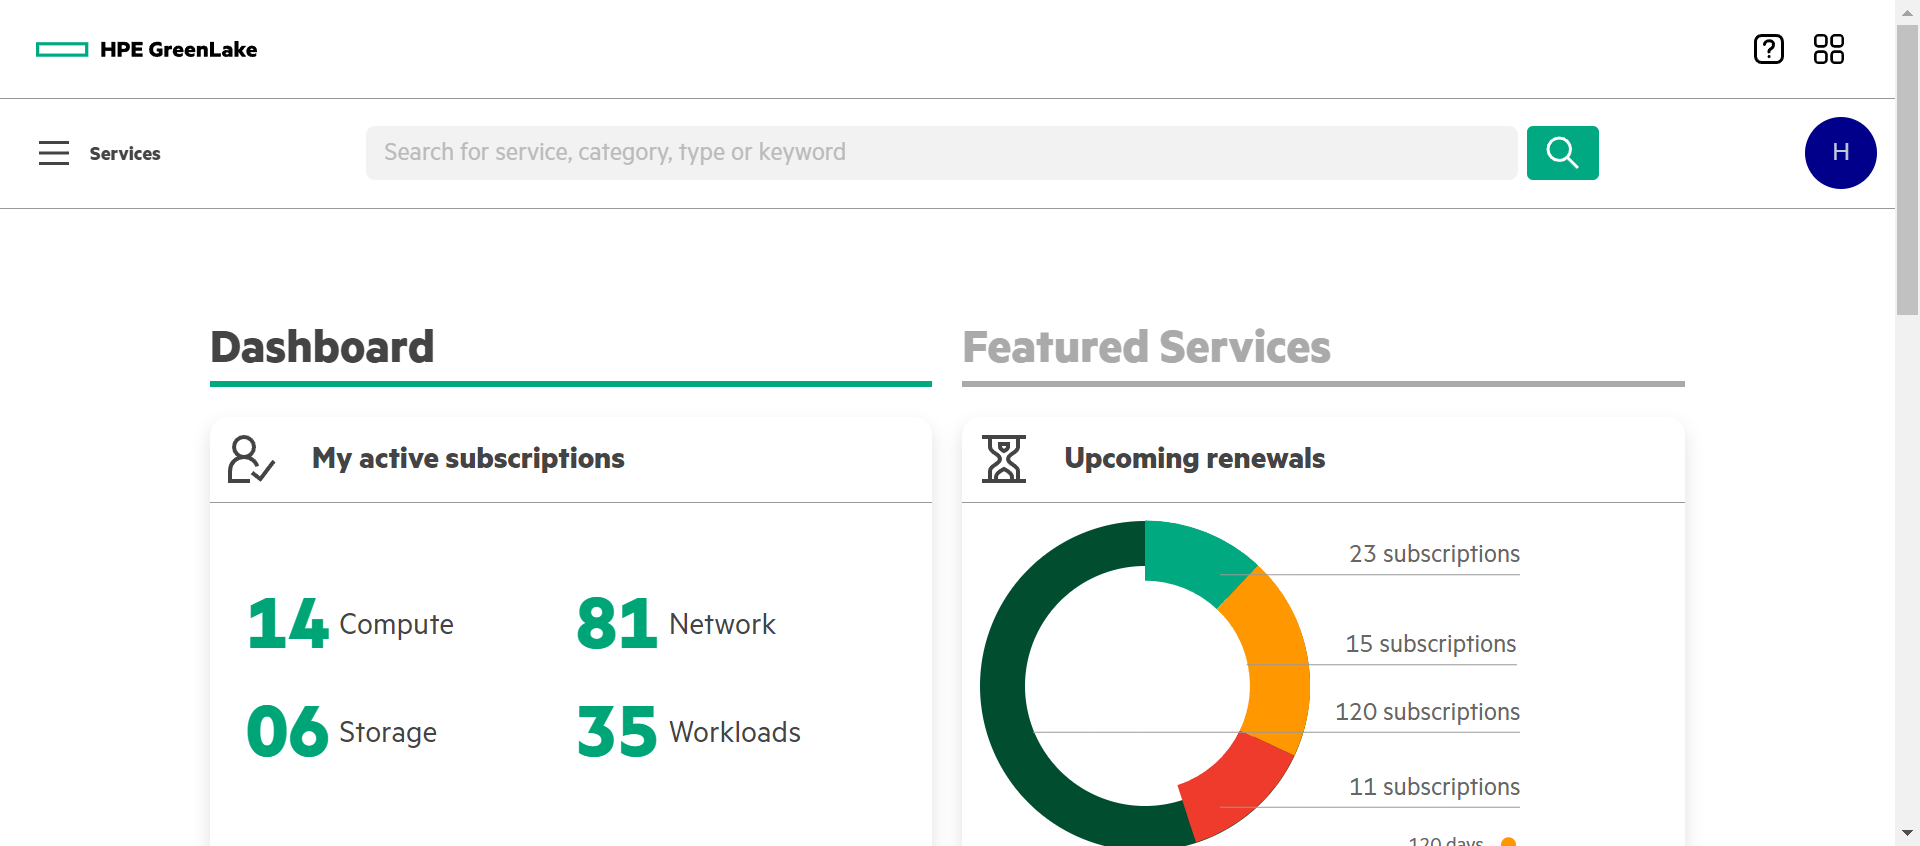 HPE GreenLake
Services
Search for service, category, type or keyword
H
Dashboard
Featured Services
My active subscriptions
Upcoming renewals
14 Compute
81 Network
06 Storage
35 Workloads
23 subscriptions
15 subscriptions
120 subscriptions
11 subscriptions
120 days